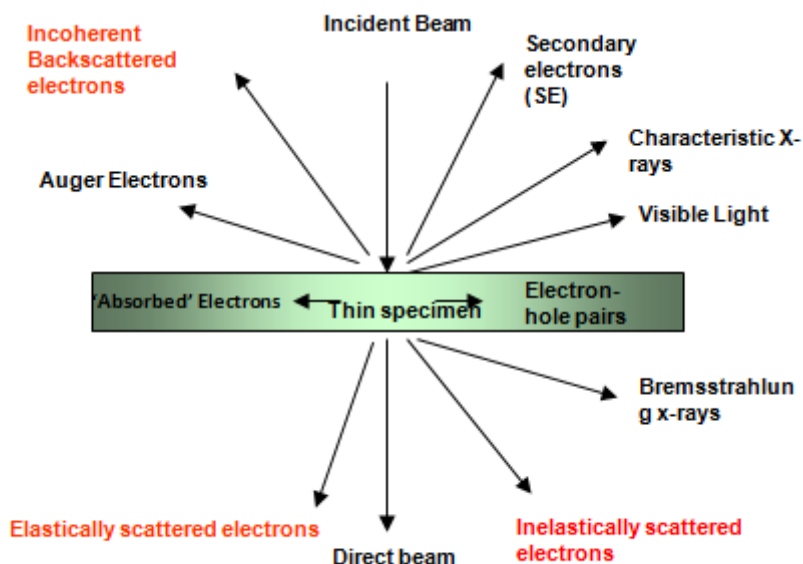 Incident Beam
Incoherent
Backscattered
electrons
Secondary
electrons
(SE)
Characteristic X-
rays
Auger Electrons
Visible Light
'Absorbed' Electrons
Thin specimen
Electron-
hole pairs
Bremsstrahlun
g x-rays
Elastically scattered electrons
Direct beam
Inelastically scattered
electrons